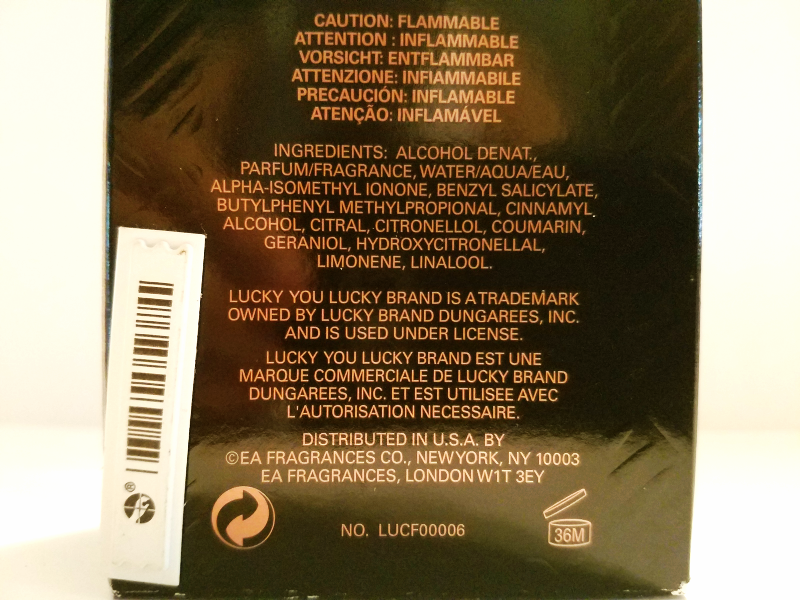 CAUTION: FLAMMABLE
ATTENTION : INFLAMMABLE
VORSICHT: ENTFLAMMBAR
ATTENZIONE: INFIAMMABILE
PRECAUCIÓN: INFLAMABLE
ATENÇÃO: INFLAMÁVEL
INGREDIENTS: ALCOHOL DENAT.,
PARFUM/FRAGRANCE, WATER/AQUA/EAU,
ALPHA-ISOMETHYL IONONE, BENZYL SALICYLATE,
BUTYLPHENYL METHYLPROPIONAL, CINNAMYL
ALCOHOL, CITRAL, CITRONELLOL, COUMARIN,
GERANIOL, HYDROXYCITRONELLAL,
LIMONENE, LINALOOL.
LUCKY YOU LUCKY BRAND IS A TRADEMARK
OWNED BY LUCKY BRAND DUNGAREES, INC.
AND IS USED UNDER LICENSE.
LUCKY YOU LUCKY BRAND EST UNE
MARQUE COMMERCIALE DE LUCKY BRAND
DUNGAREES, INC. ET EST UTILISEE AVEC
L'AUTORISATION NECESSAIRE.
DISTRIBUTED IN U.S.A. BY
©EA FRAGRANCES CO., NEW YORK, NY 10003
EA FRAGRANCES, LONDON W1T 3EY
NO. LUCF00006
36M
®